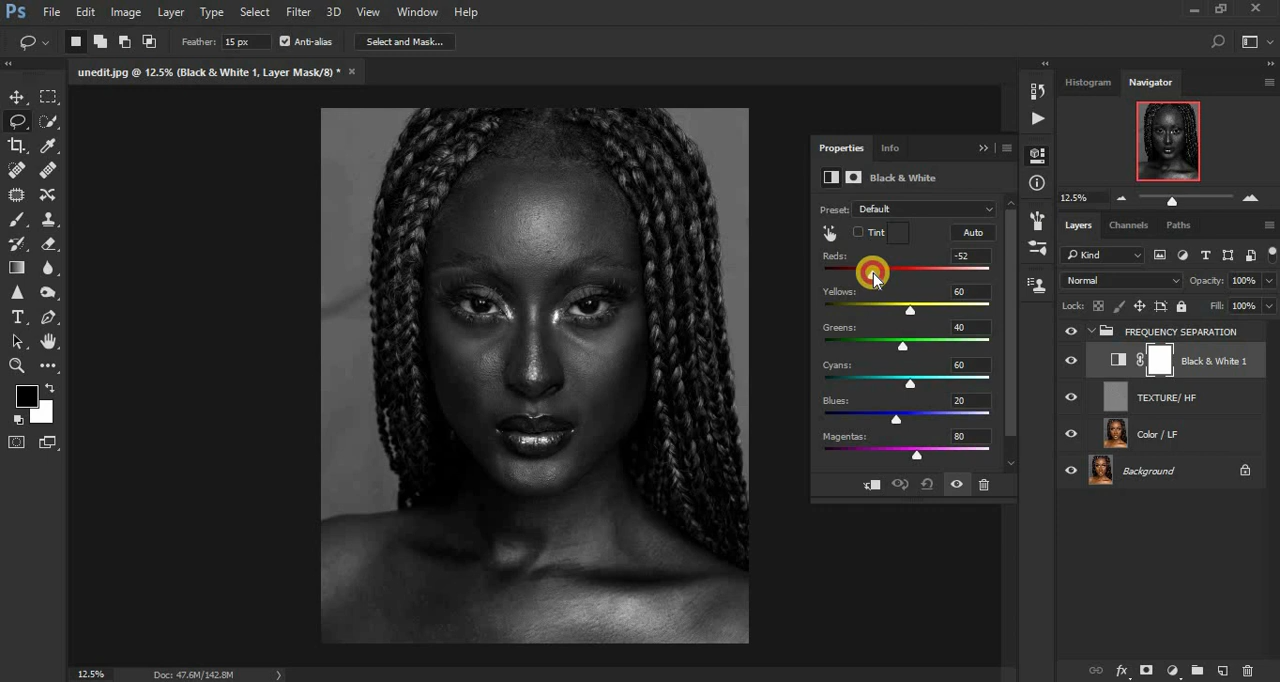 Ps File Edit Image Layer Type Select Filter 3D View Window Help
Feather: 15 px Anti-alias Select and Mask...
unedit.jpg @ 12.5% (Black & White 1, Layer Mask/8) *
Histogram Navigator
12.5%
Properties Info
Black & White
Preset: Default
Tint Auto
Reds: -52
Yellows: 60
Greens: 40
Cyans: 60
Blues: 20
Magentas: 80
Layers Channels Paths
Kind
Normal Opacity: 100%
Lock: Fill: 100%
FREQUENCY SEPARATION
Black & White 1
TEXTURE/ HF
Color / LF
Background
fx
12.5% Doc: 47.6M/142.8M